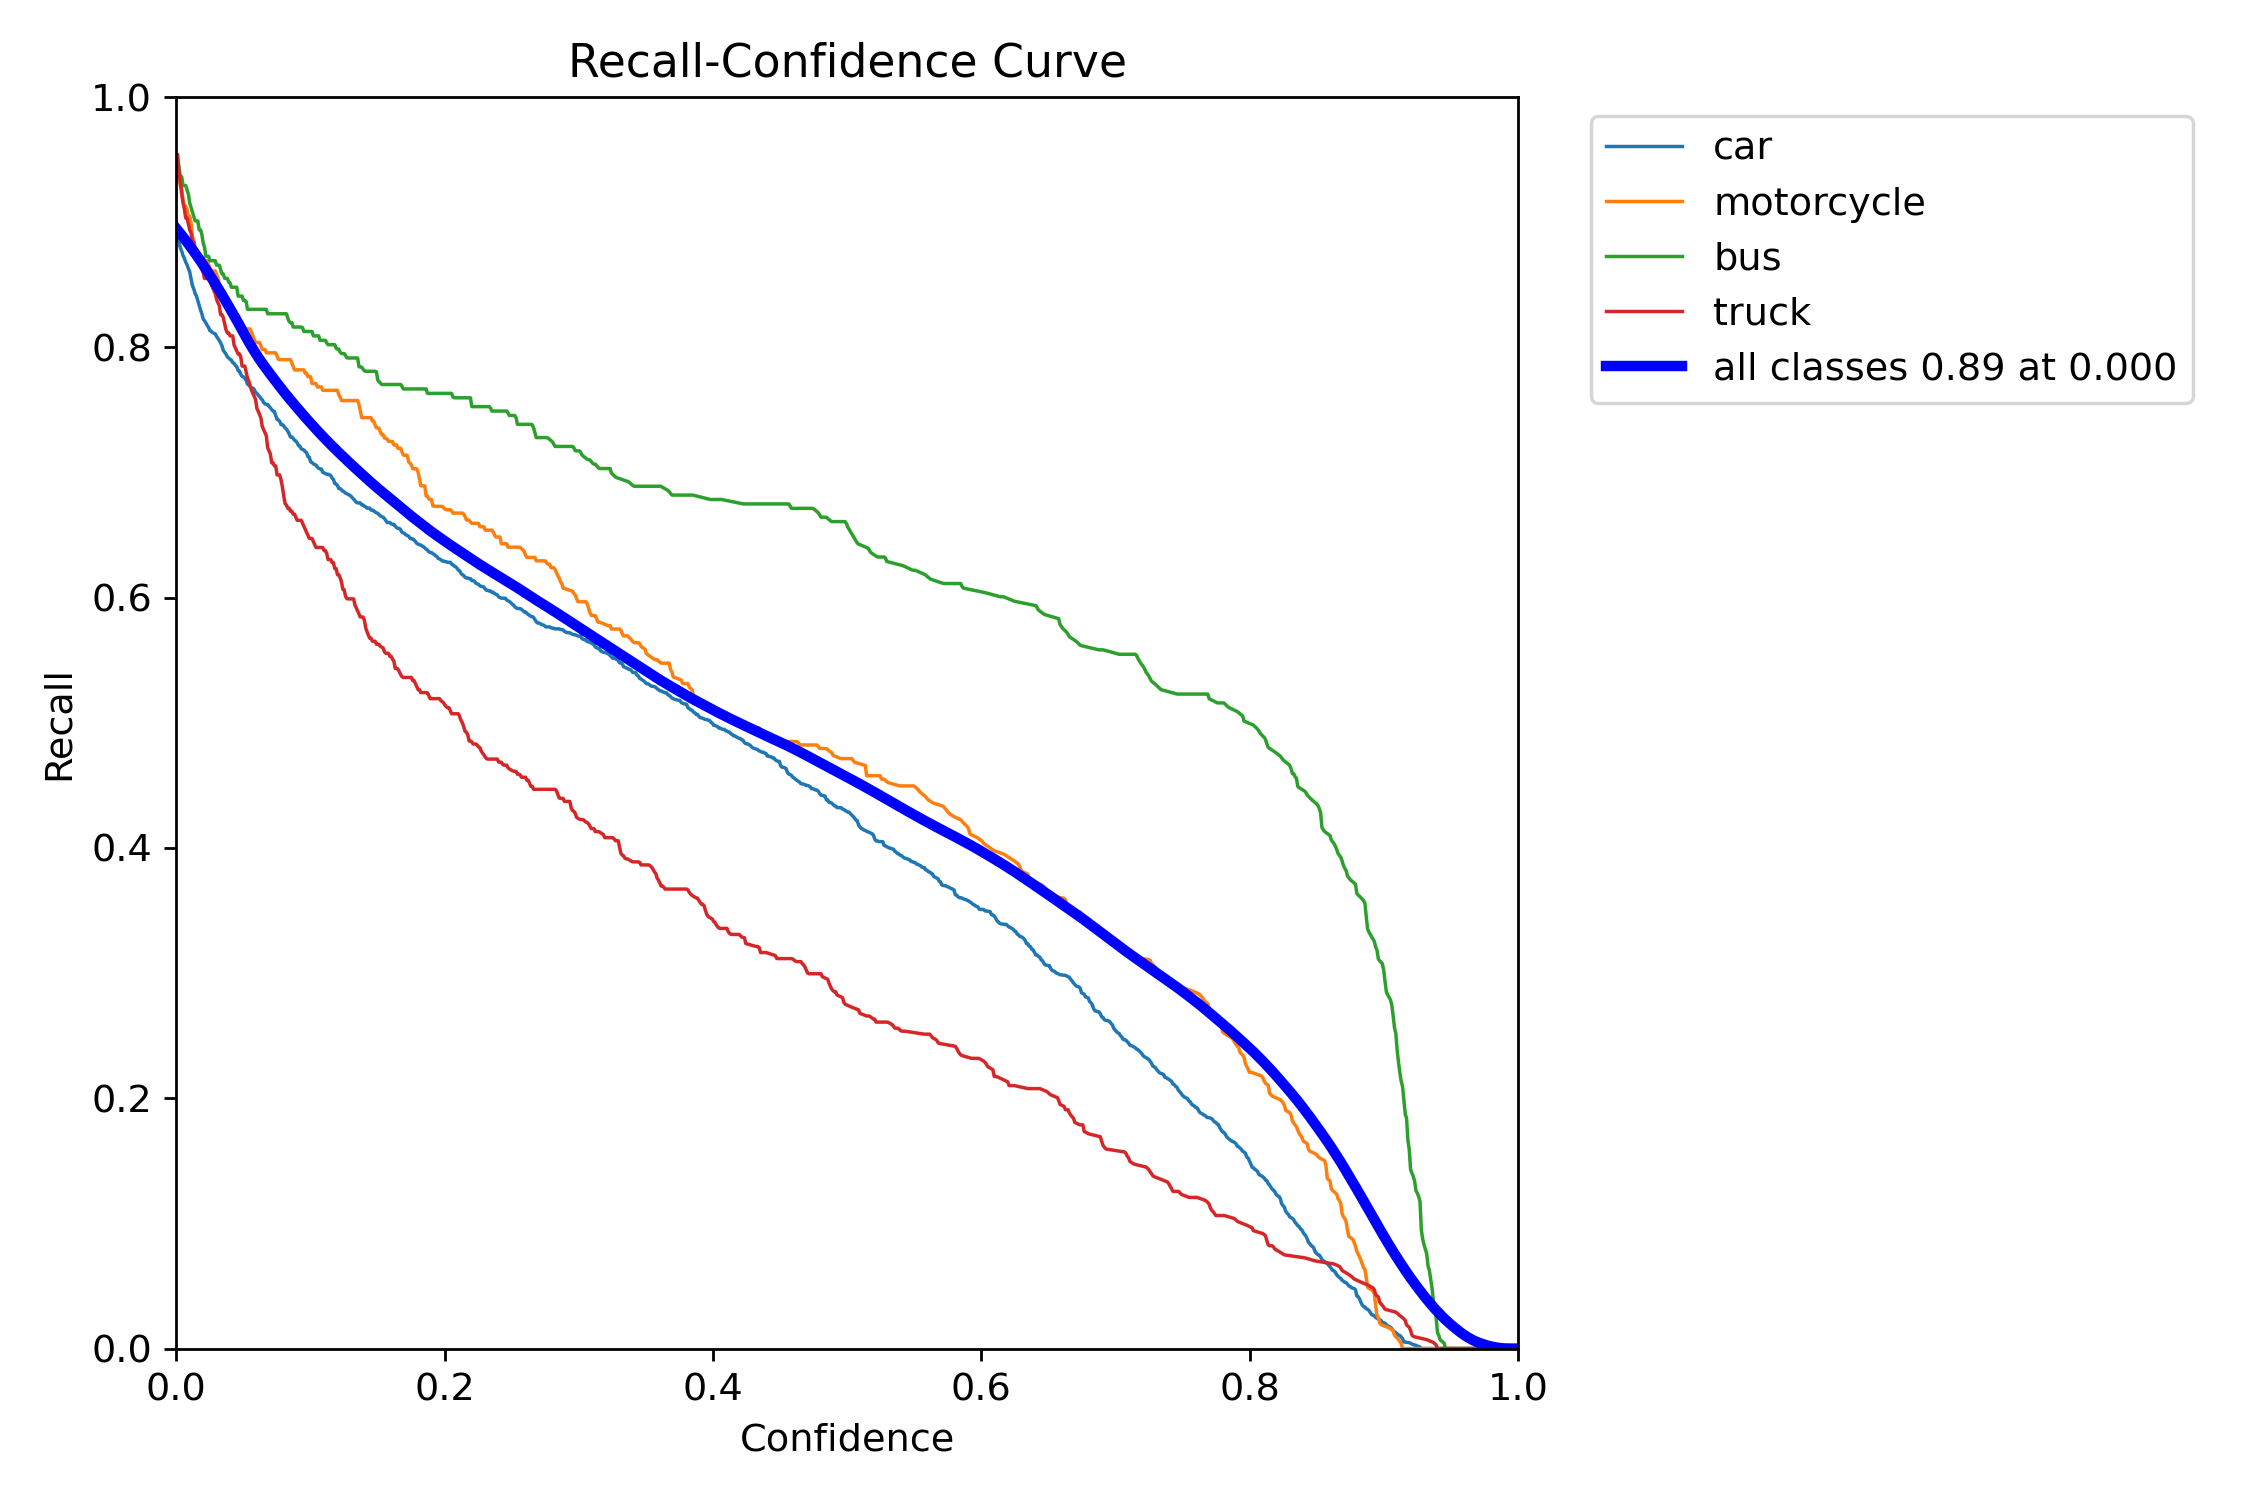 Recall-Confidence Curve
1.0
0.8
0.6
0.4
0.2
0.0
Recall
0.0 0.2 0.4 0.6 0.8 1.0
Confidence
car
motorcycle
bus
truck
all classes 0.89 at 0.000